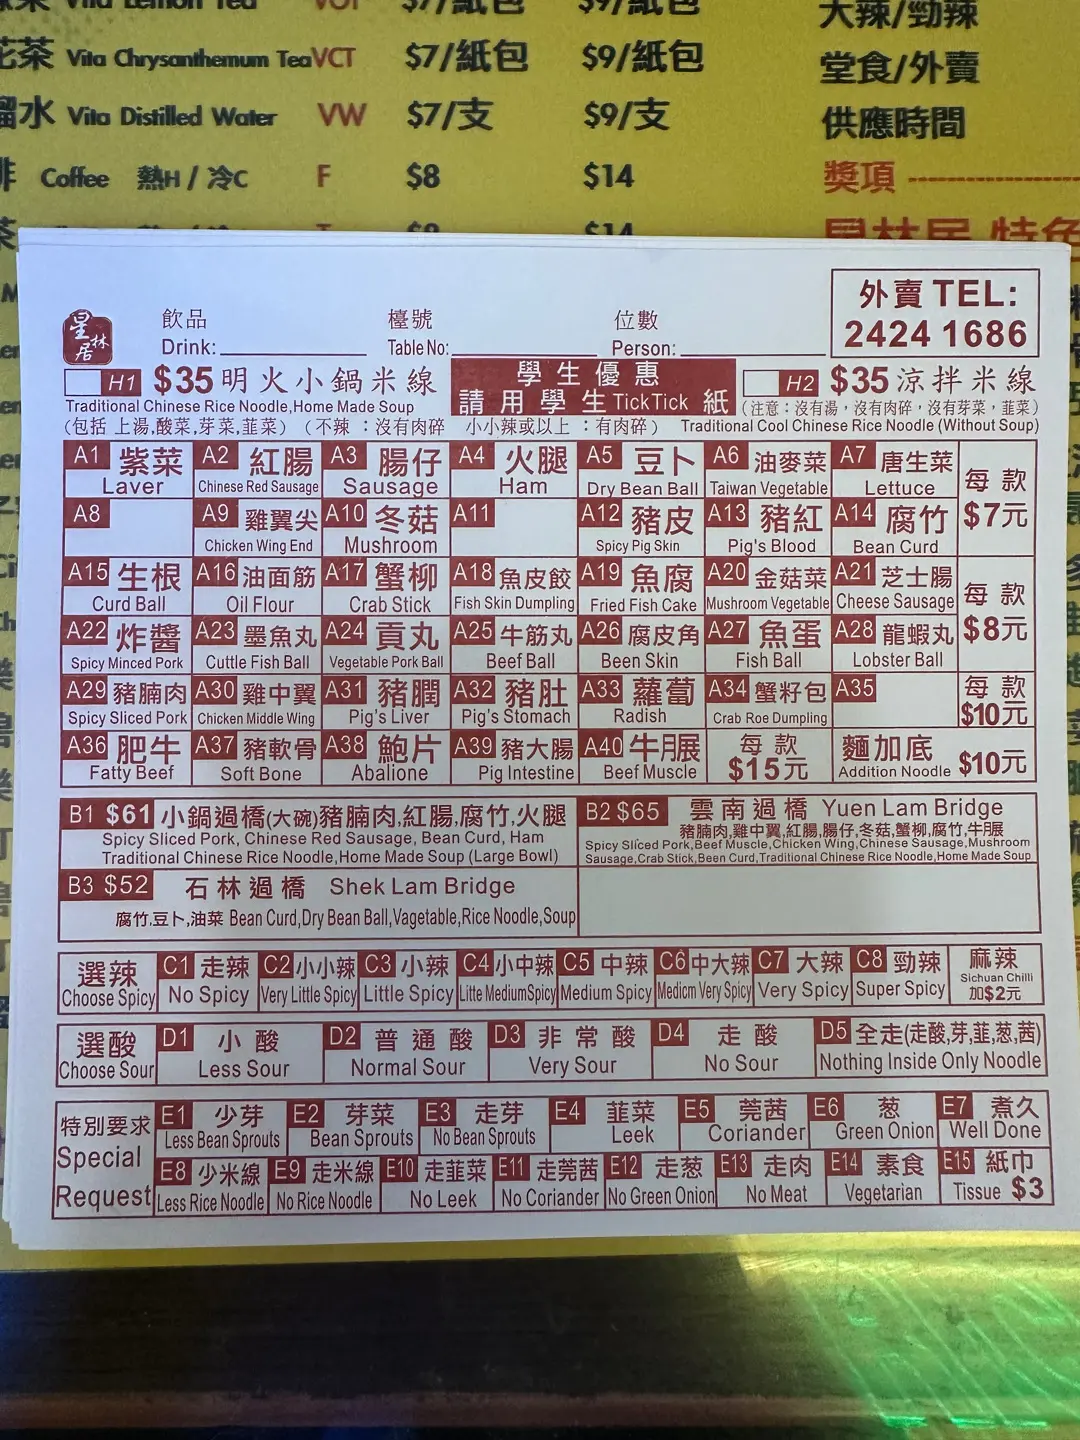 Vita Lemon Tea $7/紙包 $9/紙包 大辣/勁辣
花茶 Vita Chrysanthemum Tea VCT $7/紙包 $9/紙包 堂食/外賣
水 Vita Distilled Water VW $7/支 $9/支 供應時間
Coffee 熱H / 冷C F $8 $14 獎項
茶 $14 星林居 特色
星林居
飲品 檯號 位數
Drink: Table No: Person:
外賣 TEL:
2424 1686
H1 $35 明火小鍋米線
Traditional Chinese Rice Noodle,Home Made Soup
(包括 上湯,酸菜,芽菜,韮菜) (不辣：沒有肉碎 小小辣或以上：有肉碎)
學生優惠
請用學生TickTick 紙
H2 $35 涼拌米線
(注意：沒有湯，沒有肉碎，沒有芽菜，韮菜)
Traditional Cool Chinese Rice Noodle (Without Soup)
A1 紫菜 Laver
A2 紅腸 Chinese Red Sausage
A3 腸仔 Sausage
A4 火腿 Ham
A5 豆卜 Dry Bean Ball
A6 油麥菜 Taiwan Vegetable
A7 唐生菜 Lettuce
每款 $7元
A8
A9 雞翼尖 Chicken Wing End
A10 冬菇 Mushroom
A11
A12 豬皮 Spicy Pig Skin
A13 豬紅 Pig's Blood
A14 腐竹 Bean Curd
A15 生根 Curd Ball
A16 油面筋 Oil Flour
A17 蟹柳 Crab Stick
A18 魚皮餃 Fish Skin Dumpling
A19 魚腐 Fried Fish Cake
A20 金菇菜 Mushroom Vegetable
A21 芝士腸 Cheese Sausage
每款 $8元
A22 炸醬 Spicy Minced Pork
A23 墨魚丸 Cuttle Fish Ball
A24 貢丸 Vegetable Pork Ball
A25 牛筋丸 Beef Ball
A26 腐皮角 Been Skin
A27 魚蛋 Fish Ball
A28 龍蝦丸 Lobster Ball
A29 豬腩肉 Spicy Sliced Pork
A30 雞中翼 Chicken Middle Wing
A31 豬膶 Pig's Liver
A32 豬肚 Pig's Stomach
A33 蘿蔔 Radish
A34 蟹籽包 Crab Roe Dumpling
A35
每款 $10元
A36 肥牛 Fatty Beef
A37 豬軟骨 Soft Bone
A38 鮑片 Abalione
A39 豬大腸 Pig Intestine
A40 牛𦟌 Beef Muscle
每款 $15元
麵加底 Addition Noodle $10元
B1 $61 小鍋過橋(大碗)豬腩肉,紅腸,腐竹,火腿
Spicy Sliced Pork, Chinese Red Sausage, Bean Curd, Ham
Traditional Chinese Rice Noodle,Home Made Soup (Large Bowl)
B2 $65 雲南過橋 Yuen Lam Bridge
豬腩肉,雞中翼,紅腸,腸仔,冬菇,蟹柳,腐竹,牛𦟌
Spicy Sliced Pork,Beef Muscle,Chicken Wing,Chinese Sausage,Mushroom
Sausage,Crab Stick,Been Curd,Traditional Chinese Rice Noodle,Home Made Soup
B3 $52 石林過橋 Shek Lam Bridge
腐竹,豆卜,油菜 Bean Curd,Dry Bean Ball,Vagetable,Rice Noodle,Soup
選辣 Choose Spicy
C1 走辣 No Spicy
C2 小小辣 Very Little Spicy
C3 小辣 Little Spicy
C4 小中辣 Litte MediumSpicy
C5 中辣 Medium Spicy
C6 中大辣 Medicm Very Spicy
C7 大辣 Very Spicy
C8 勁辣 Super Spicy
麻辣 Sichuan Chilli 加$2元
選酸 Choose Sour
D1 小酸 Less Sour
D2 普通酸 Normal Sour
D3 非常酸 Very Sour
D4 走酸 No Sour
D5 全走(走酸,芽,韮,葱,茜) Nothing Inside Only Noodle
特別要求 Special Request
E1 少芽 Less Bean Sprouts
E2 芽菜 Bean Sprouts
E3 走芽 No Bean Sprouts
E4 韮菜 Leek
E5 莞茜 Coriander
E6 葱 Green Onion
E7 煮久 Well Done
E8 少米線 Less Rice Noodle
E9 走米線 No Rice Noodle
E10 走韮菜 No Leek
E11 走莞茜 No Coriander
E12 走葱 No Green Onion
E13 走肉 No Meat
E14 素食 Vegetarian
E15 紙巾 Tissue $3